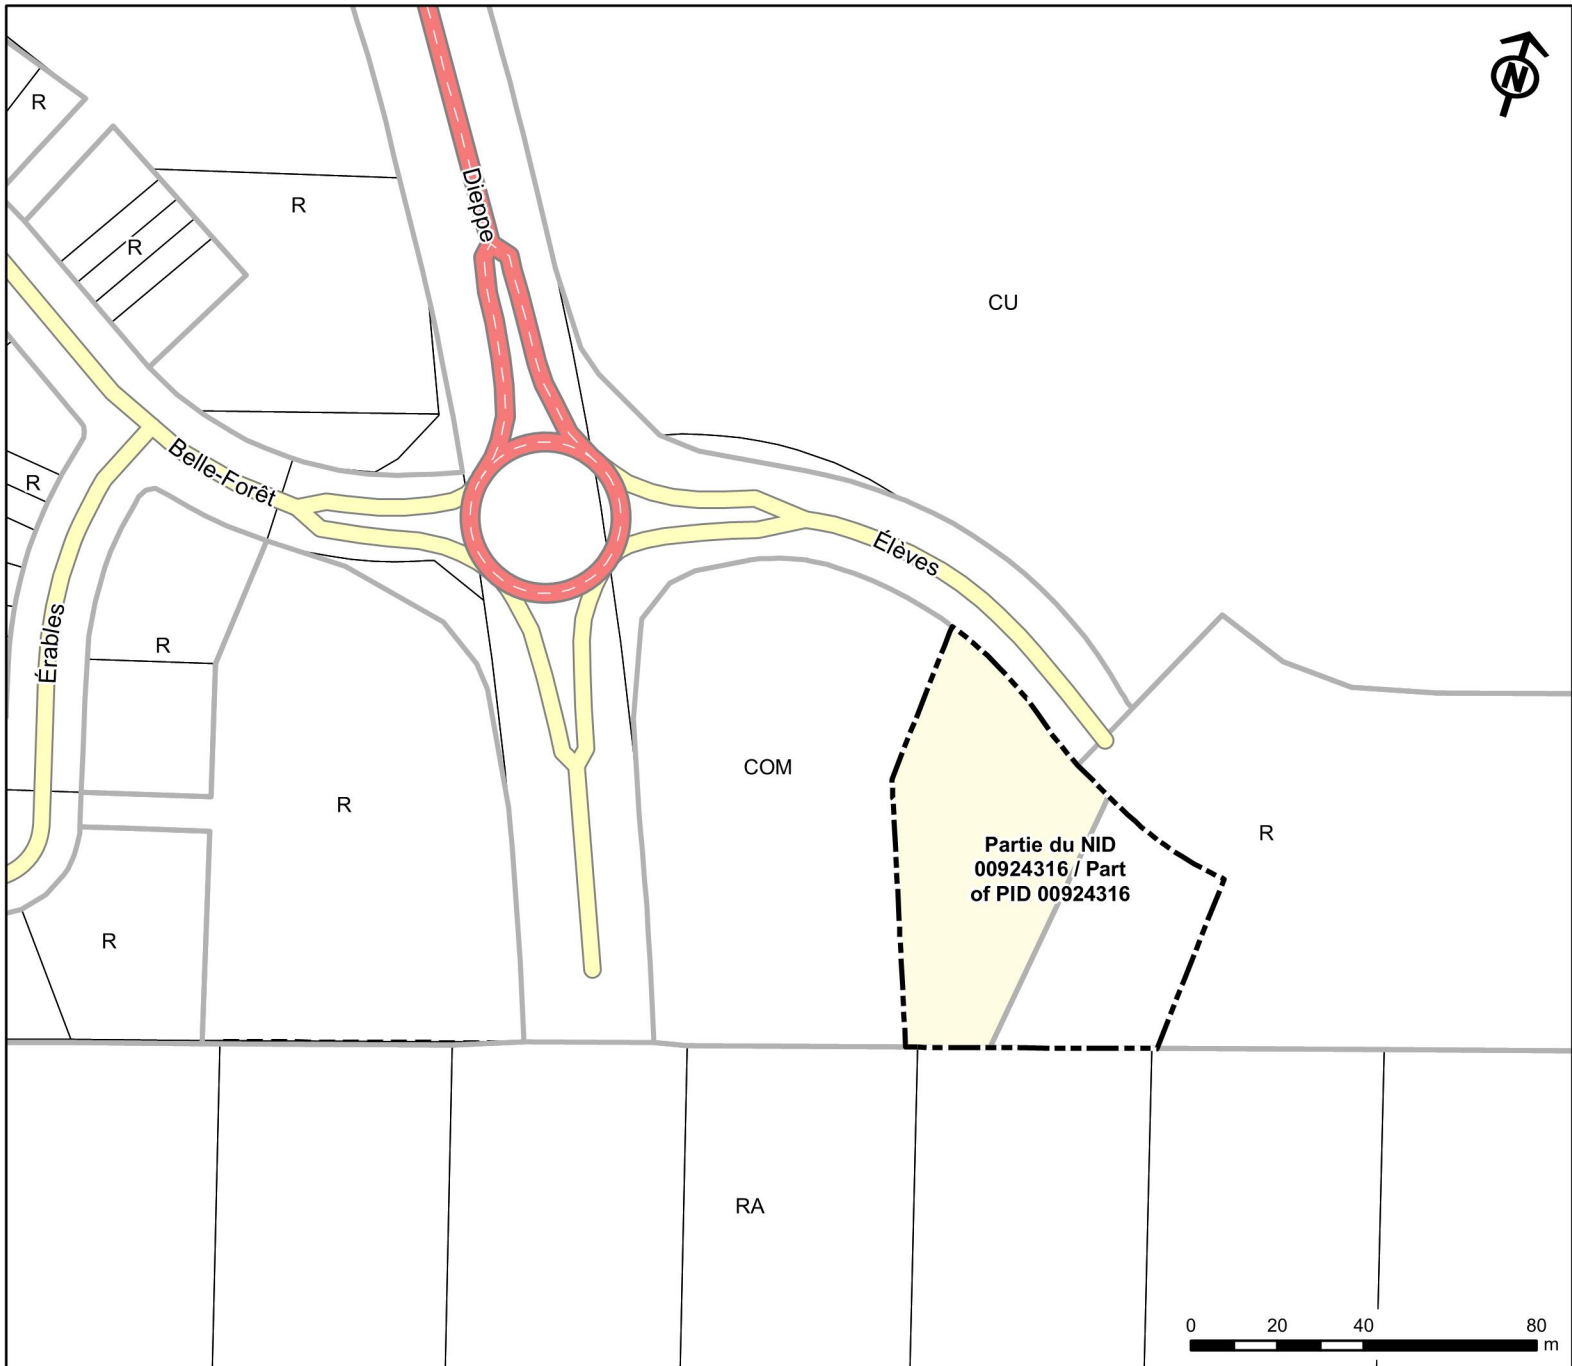 N
R
Dieppe
R
R
CU
Belle-Forêt
R
Élèves
Érables
R
COM
R
R
Partie du NID
00924316 / Part
of PID 00924316
R
RA
0 20 40 80
m